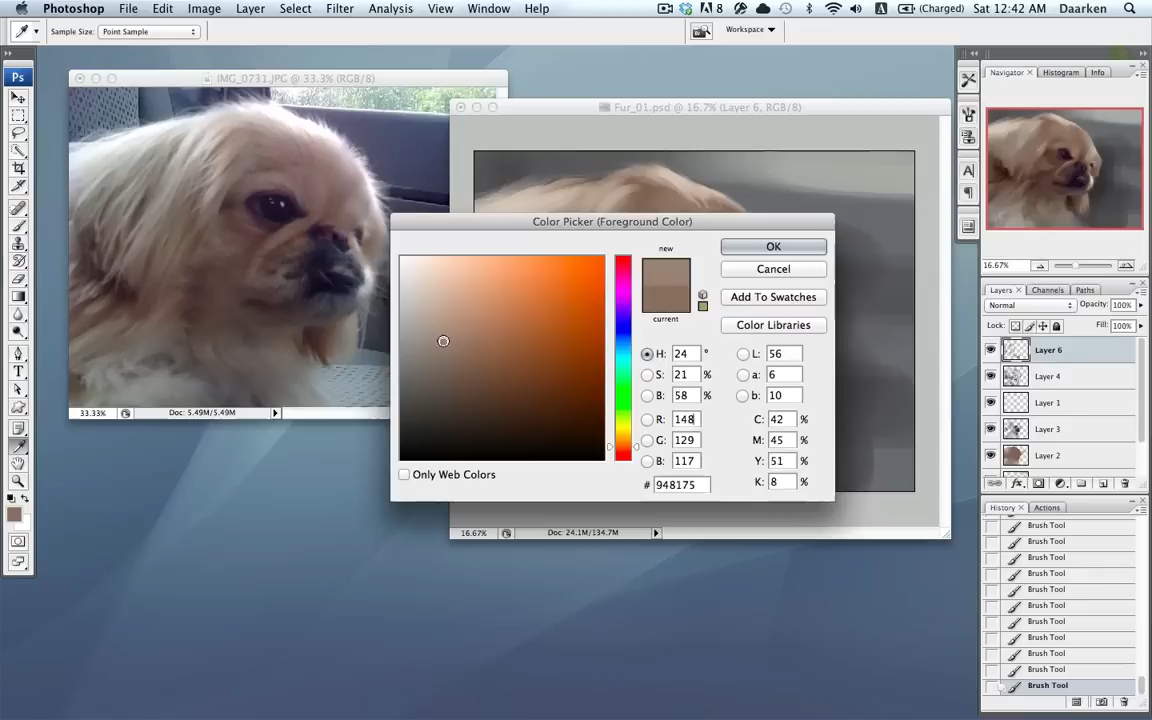 Photoshop File Edit Image Layer Select Filter Analysis View Window Help 8 A (Charged) Sat 12:42 AM Daarken
Sample Size: Point Sample Workspace
IMG_0731.JPG @ 33.3% (RGB/8)
33.33% Doc: 5.49M/5.49M
Fur_01.psd @ 16.7% (Layer 6, RGB/8)
16.67% Doc: 24.1M/134.7M
Ps
T
Color Picker (Foreground Color)
new
current
OK
Cancel
Add To Swatches
Color Libraries
H: 24 ° L: 56
S: 21 % a: 6
B: 58 % b: 10
R: 148 C: 42 %
G: 129 M: 45 %
B: 117 Y: 51 %
# 948175 K: 8 %
Only Web Colors
Navigator × Histogram Info
16.67%
Layers × Channels Paths
Normal Opacity: 100%
Lock: Fill: 100%
Layer 6
Layer 4
Layer 1
Layer 3
Layer 2
fx
History × Actions
Brush Tool
Brush Tool
Brush Tool
Brush Tool
Brush Tool
Brush Tool
Brush Tool
Brush Tool
Brush Tool
Brush Tool
Brush Tool